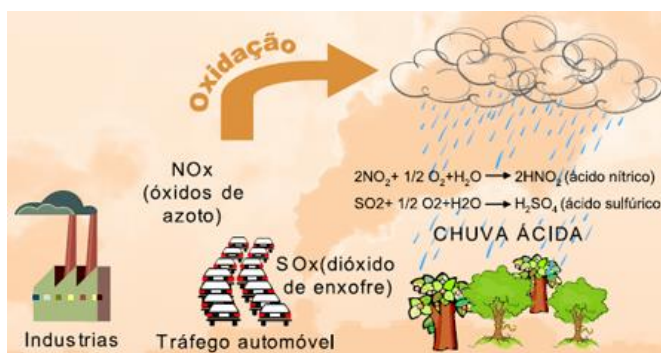 Oxidação
NOx
(óxidos de
azoto)
2NO₂+ 1/2 O₂+H₂O → 2HNO₂ (ácido nítrico)
SO2+ 1/2 O2+H2O → H₂SO₄ (ácido sulfúrico
CHUVA ÁCIDA
SOx(dióxido
de enxofre)
Industrias
Tráfego automóvel